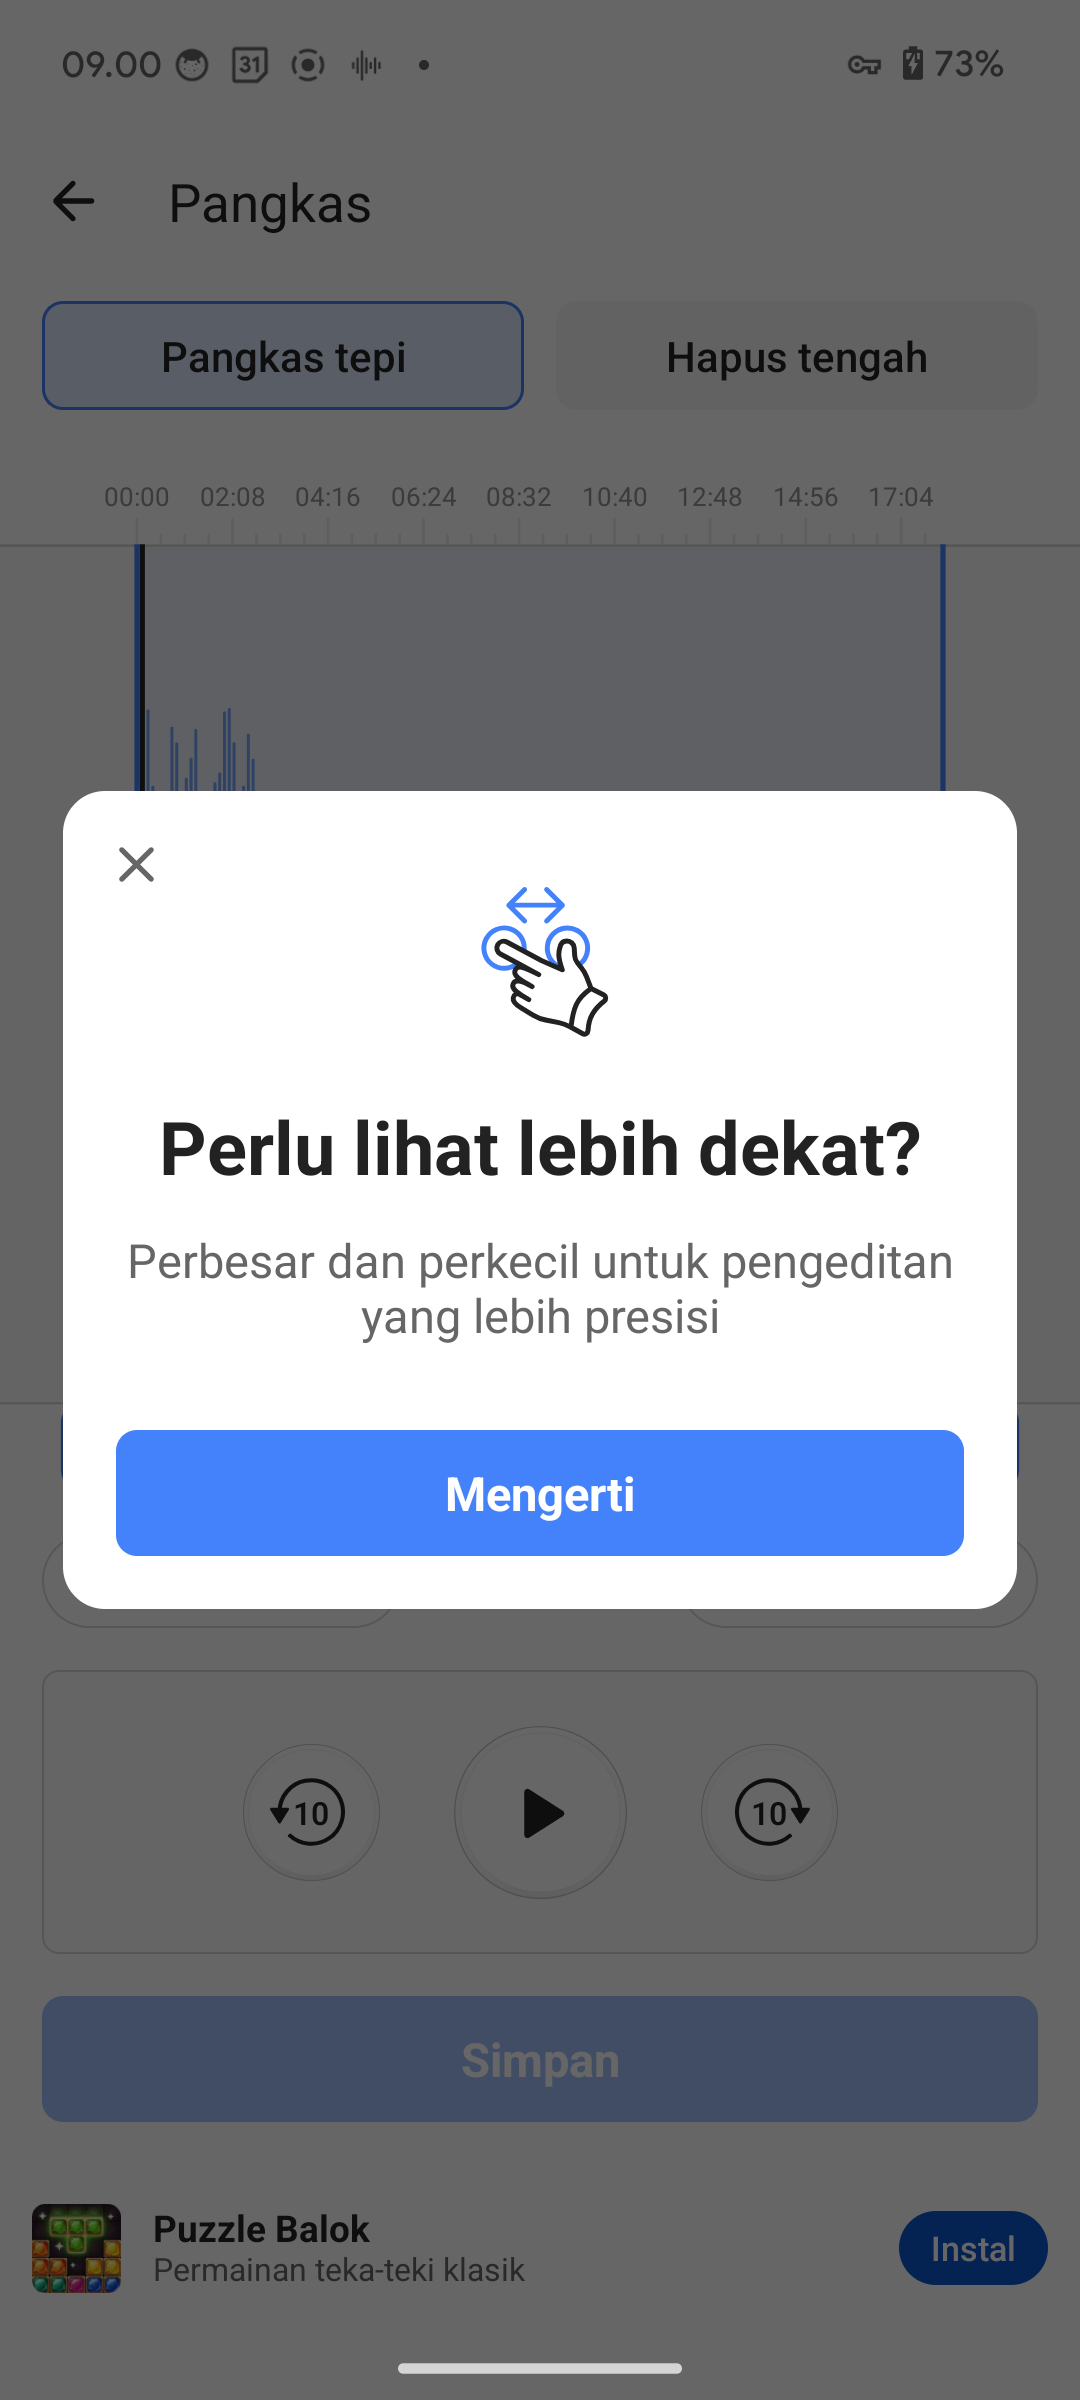 09.00 31 73%
Pangkas
Pangkas tepi Hapus tengah
00:00 02:08 04:16 06:24 08:32 10:40 12:48 14:56 17:04
Perlu lihat lebih dekat?
Perbesar dan perkecil untuk pengeditan
yang lebih presisi
Mengerti
10 10
Simpan
Puzzle Balok
Permainan teka-teki klasik
Instal